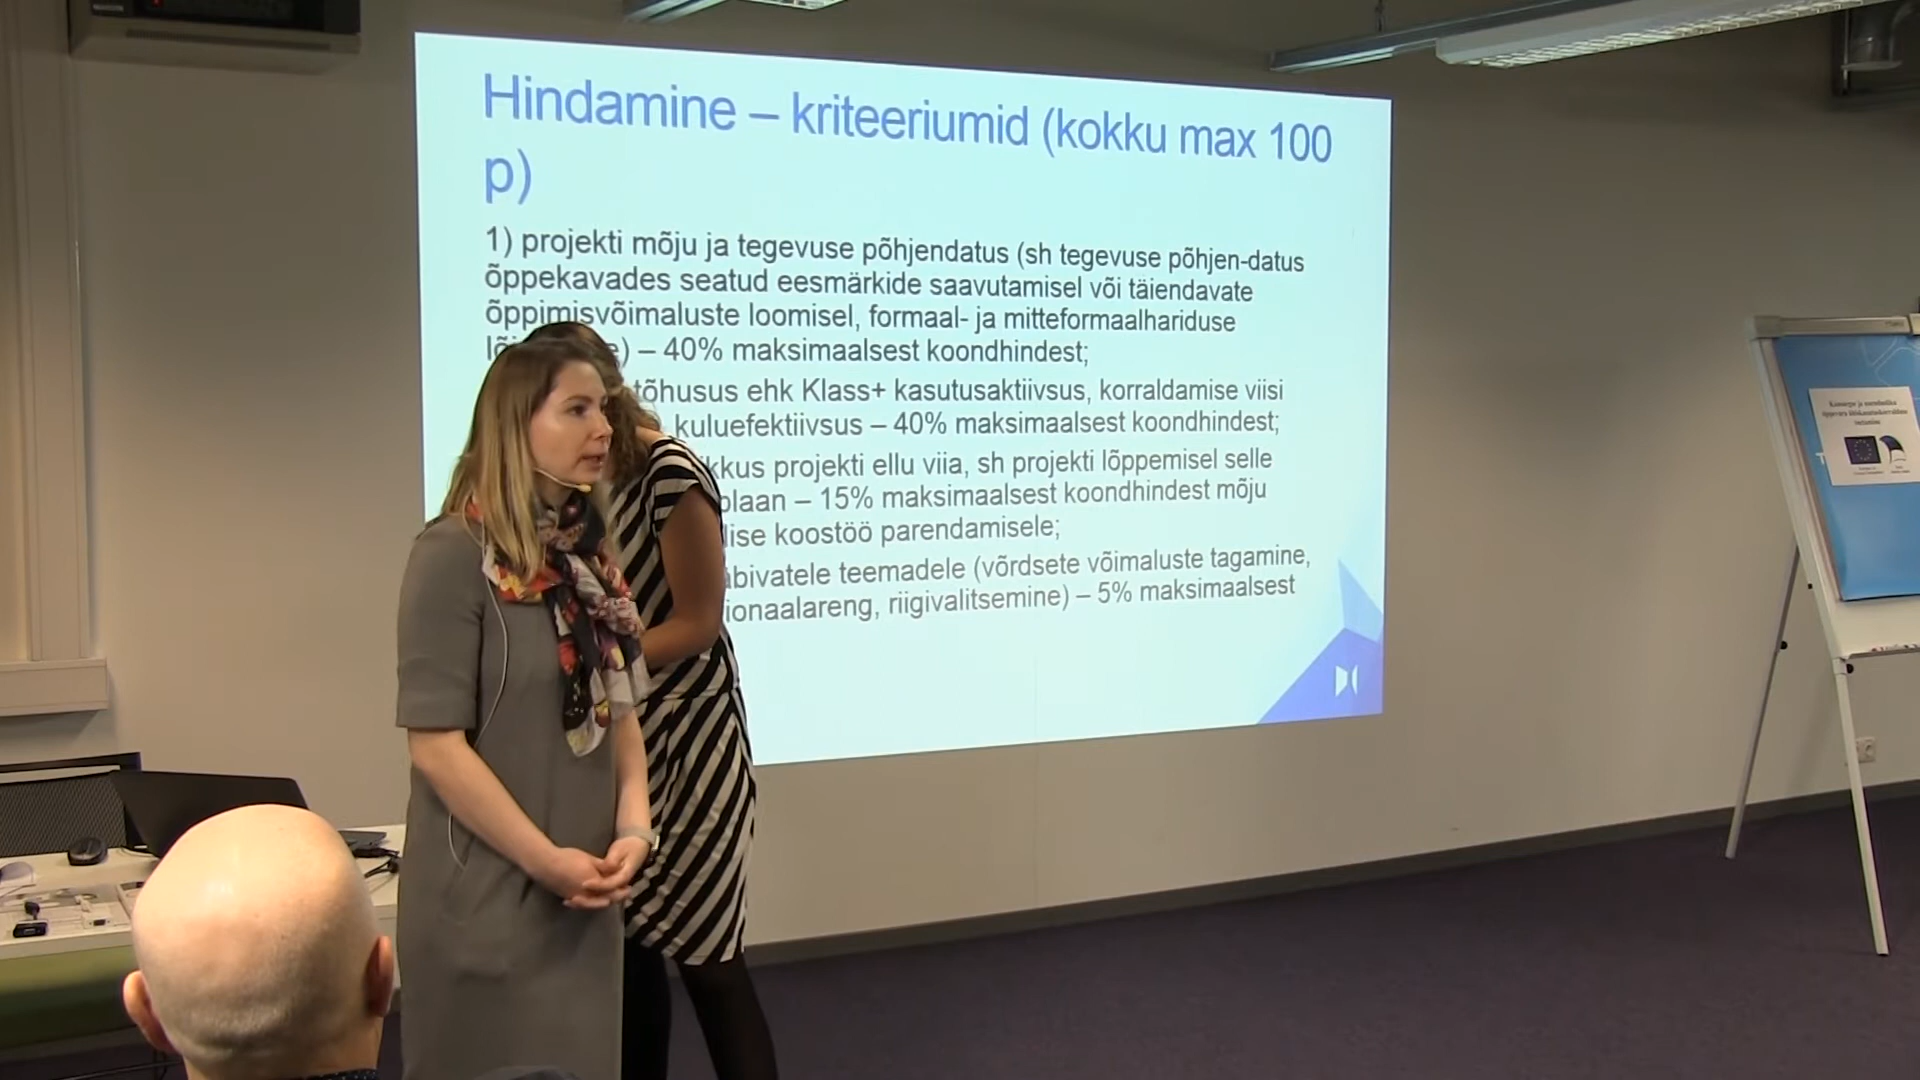 Hindamine – kriteeriumid (kokku max 100
p)
1) projekti mõju ja tegevuse põhjendatus (sh tegevuse põhjen-datus
õppekavades seatud eesmärkide saavutamisel või täiendavate
õppimisvõimaluste loomisel, formaal- ja mitteformaalhariduse
– 40% maksimaalsest koondhindest;
tõhusus ehk Klass+ kasutusaktiivsus, korraldamise viisi
kuluefektiivsus – 40% maksimaalsest koondhindest;
projekti ellu viia, sh projekti lõppemisel selle
– 15% maksimaalsest koondhindest mõju
koostöö parendamisele;
teemadele (võrdsete võimaluste tagamine,
riigivalitsemine) – 5% maksimaalsest